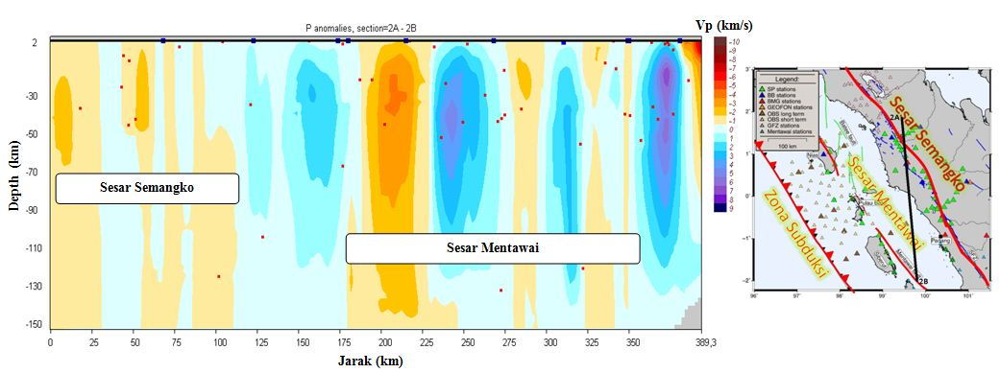 P anomalies, section=2A - 2B
Vp (km/s)
Depth (km)
2
-30
-50
-70
-90
-110
-130
-150
0
25
50
75
100
125
150
175
200
225
250
275
300
325
350
389,3
Jarak (km)
Sesar Semangko
Sesar Mentawai
-10
-9
-8
-7
-6
-5
-4
-3
-2
-1
0
1
2
3
4
5
6
7
8
9
Legend:
SP stations
BB stations
BMG stations
GEOFON stations
OBS long term
OBS short term
GFZ stations
Mentawai stations
100 km
2A
Sesar Semangko
Nias
Sesar Mentawai
Zona Subduksi
Padang
2B
1°
0°
-1°
-2°
96°
97°
98°
99°
100°
101°